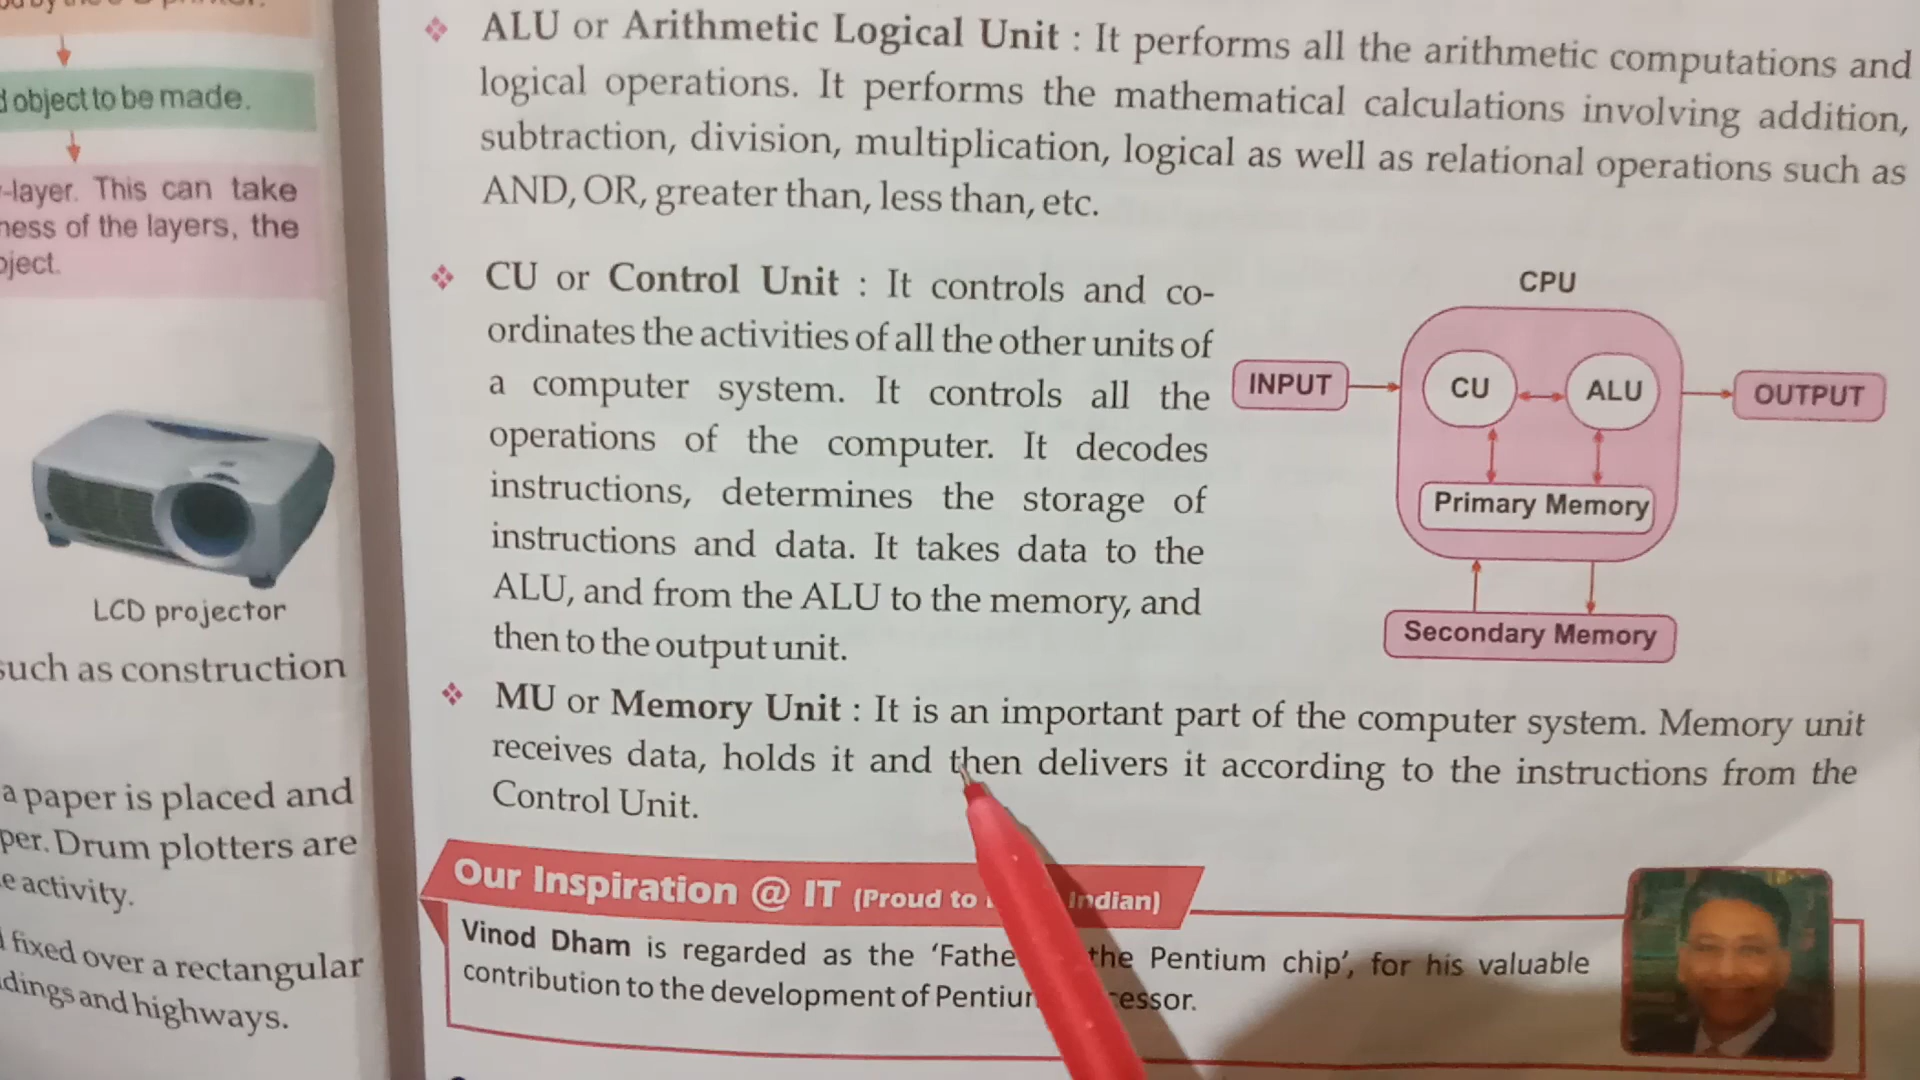 object to be made.
-layer. This can take
ness of the layers, the
LCD projector
such as construction
a paper is placed and
per. Drum plotters are
activity.
fixed over a rectangular
and highways.
ALU or Arithmetic Logical Unit : It performs all the arithmetic computations and
logical operations. It performs the mathematical calculations involving addition,
subtraction, division, multiplication, logical as well as relational operations such as
AND, OR, greater than, less than, etc.
CU or Control Unit : It controls and co-
ordinates the activities of all the other units of
a computer system. It controls all the
operations of the computer. It decodes
instructions, determines the storage of
instructions and data. It takes data to the
ALU, and from the ALU to the memory, and
then to the output unit.
CPU
INPUT
CU
ALU
OUTPUT
Primary Memory
Secondary Memory
MU or Memory Unit : It is an important part of the computer system. Memory unit
receives data, holds it and then delivers it according to the instructions from the
Control Unit.
Our Inspiration @ IT (Proud to Indian)
Vinod Dham is regarded as the 'Fathe the Pentium chip', for his valuable
contribution to the development of Pentiu essor.